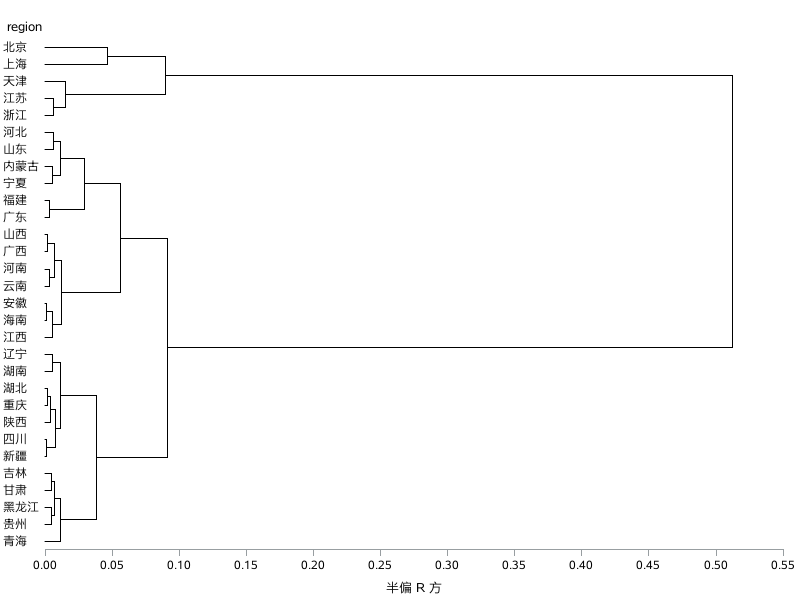 region
北京
上海
天津
江苏
浙江
河北
山东
内蒙古
宁夏
福建
广东
山西
广西
河南
云南
安徽
海南
江西
辽宁
湖南
湖北
重庆
陕西
四川
新疆
吉林
甘肃
黑龙江
贵州
青海
0.00 0.05 0.10 0.15 0.20 0.25 0.30 0.35 0.40 0.45 0.50 0.55
半偏 R 方